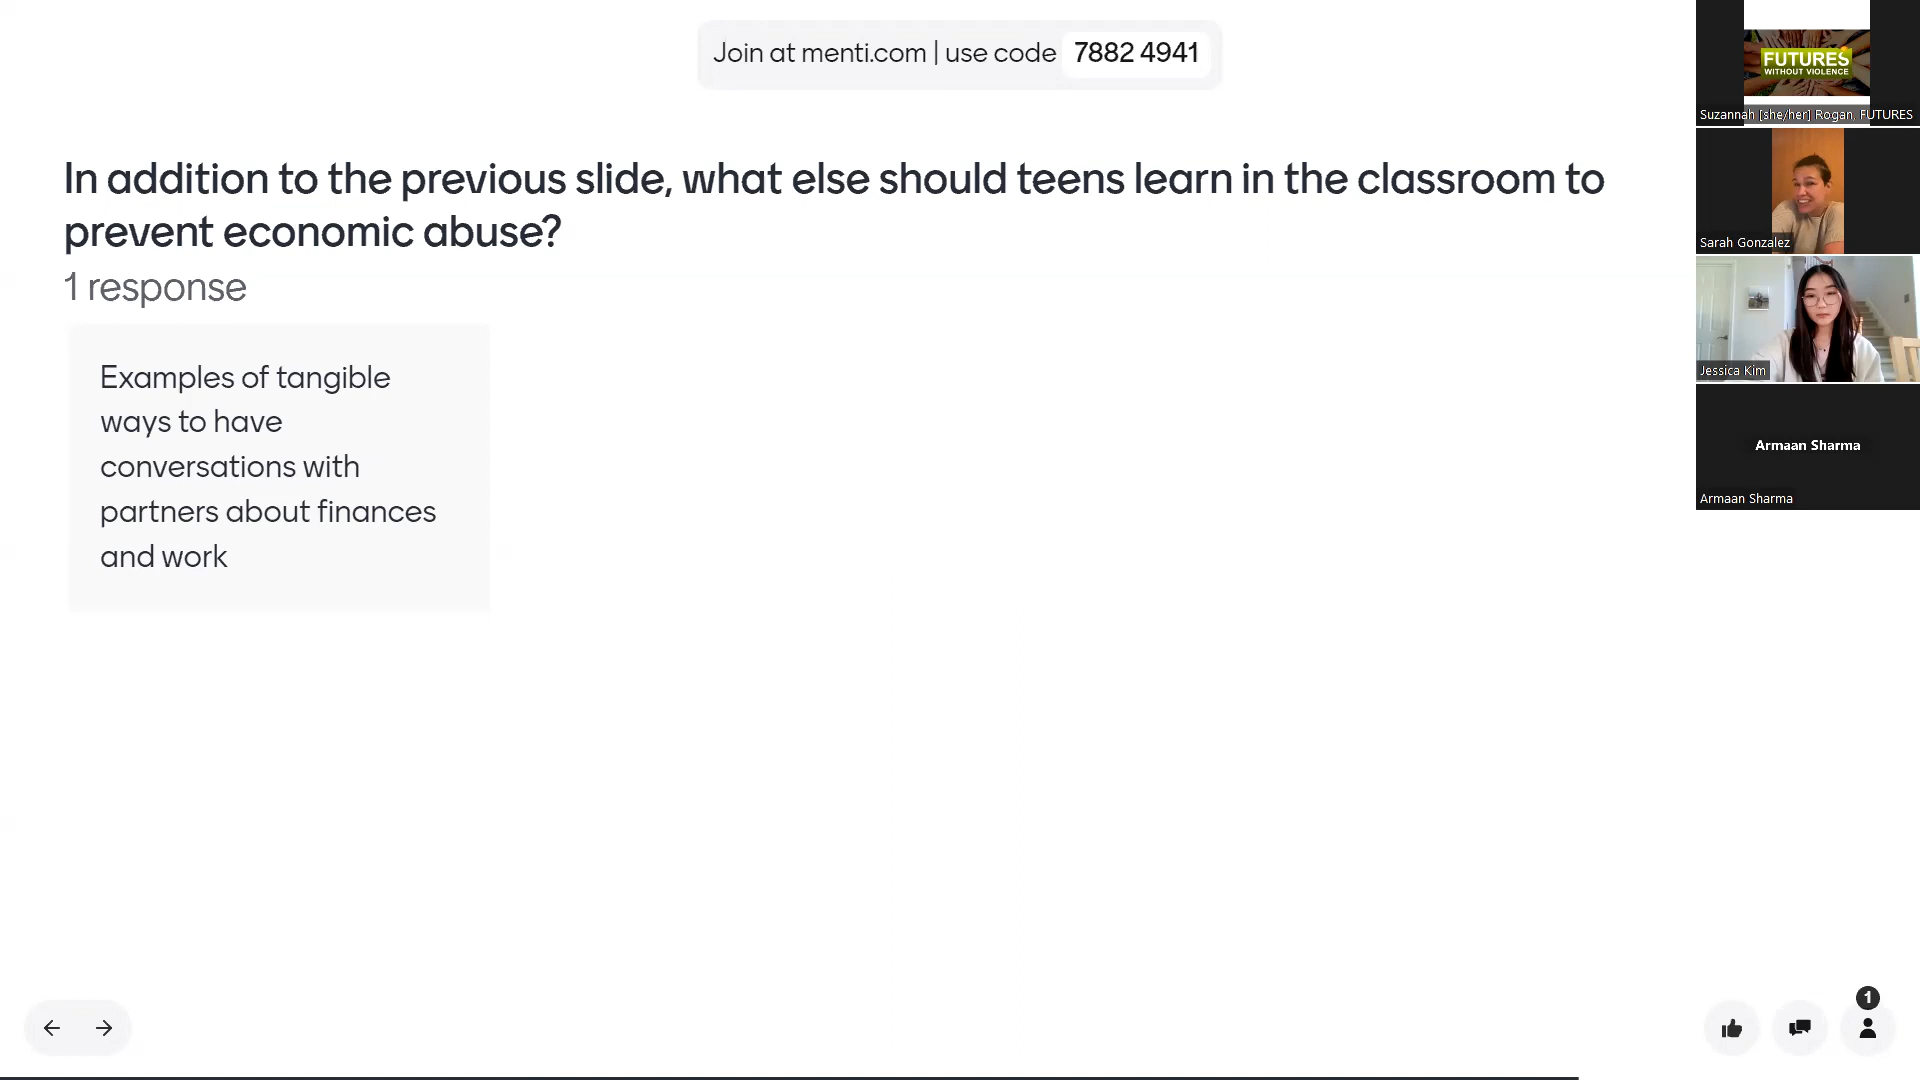 Join at menti.com | use code 7882 4941
In addition to the previous slide, what else should teens learn in the classroom to
prevent economic abuse?
1 response
Examples of tangible
ways to have
conversations with
partners about finances
and work
FUTURES
WITHOUT VIOLENCE
Suzannah [she/her] Rogan, FUTURES
Sarah Gonzalez
Jessica Kim
Armaan Sharma
Armaan Sharma
1